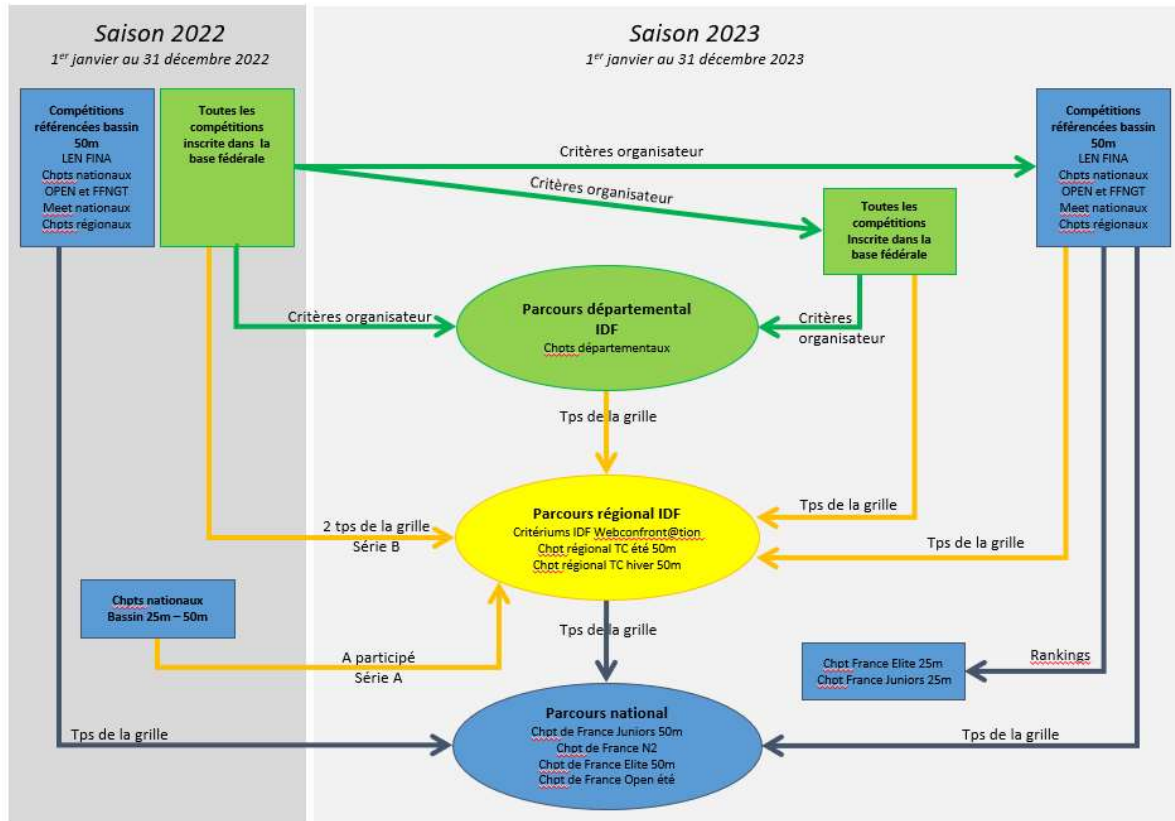 Saison 2022
1er janvier au 31 décembre 2022
Saison 2023
1er janvier au 31 décembre 2023
Compétitions
référencées bassin
50m
LEN FINA
Chpts nationaux
OPEN et FFNGT
Meet nationaux
Chpts régionaux
Toutes les
compétitions
inscrite dans la
base fédérale
Critères organisateur
Critères organisateur
Compétitions
référencées bassin
50m
LEN FINA
Chpts nationaux
OPEN et FFNGT
Meet nationaux
Chpts régionaux
Toutes les
compétitions
Inscrite dans la
base fédérale
Critères organisateur
Parcours départemental
IDF
Chpts départementaux
Critères
organisateur
Tps de la grille
2 tps de la grille
Série B
Parcours régional IDF
Critériums IDF Webconfront@tion
Chpt régional TC été 50m
Chpt régional TC hiver 50m
Tps de la grille
Tps de la grille
Chpts nationaux
Bassin 25m – 50m
A participé
Série A
Tps de la grille
Chpt France Elite 25m
Chpt France Juniors 25m
Rankings
Tps de la grille
Parcours national
Chpt de France Juniors 50m
Chpt de France N2
Chpt de France Elite 50m
Chpt de France Open été
Tps de la grille